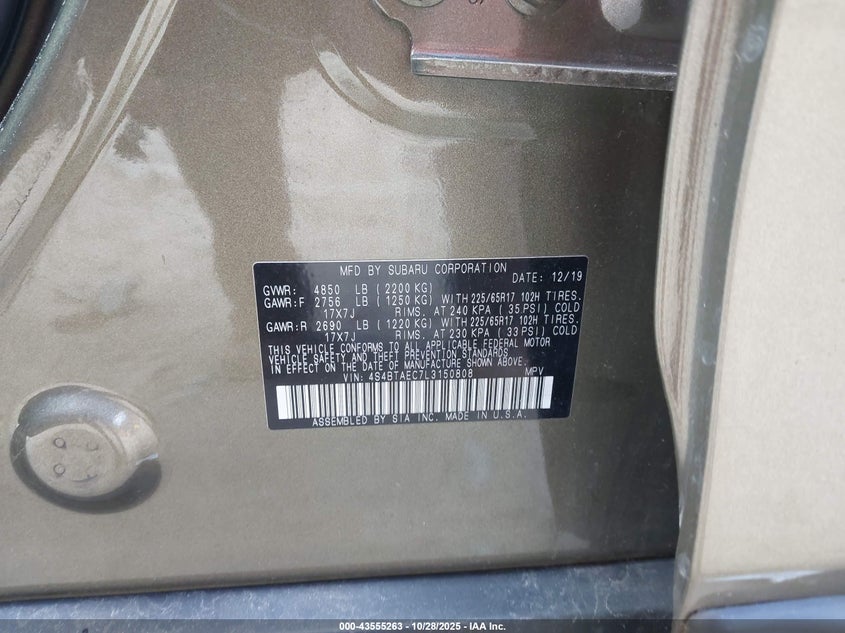 MFD BY SUBARU CORPORATION
DATE: 12/19
GVWR: 4850 LB ( 2200 KG)
GAWR:F 2756 LB ( 1250 KG) WITH 225/65R17 102H TIRES.
17X7J RIMS. AT 240 KPA ( 35 PSI) COLD
GAWR:R 2690 LB ( 1220 KG) WITH 225/65R17 102H TIRES.
17X7J RIMS. AT 230 KPA ( 33 PSI) COLD
THIS VEHICLE CONFORMS TO ALL APPLICABLE FEDERAL MOTOR
VEHICLE SAFETY AND THEFT PREVENTION STANDARDS
IN EFFECT ON THE DATE OF MANUFACTURE SHOWN ABOVE.
VIN: 4S4BTAEC7L3150808 MPV
ASSEMBLED BY SIA INC. MADE IN U.S.A.
000-43555263 - 10/28/2025 - IAA Inc.